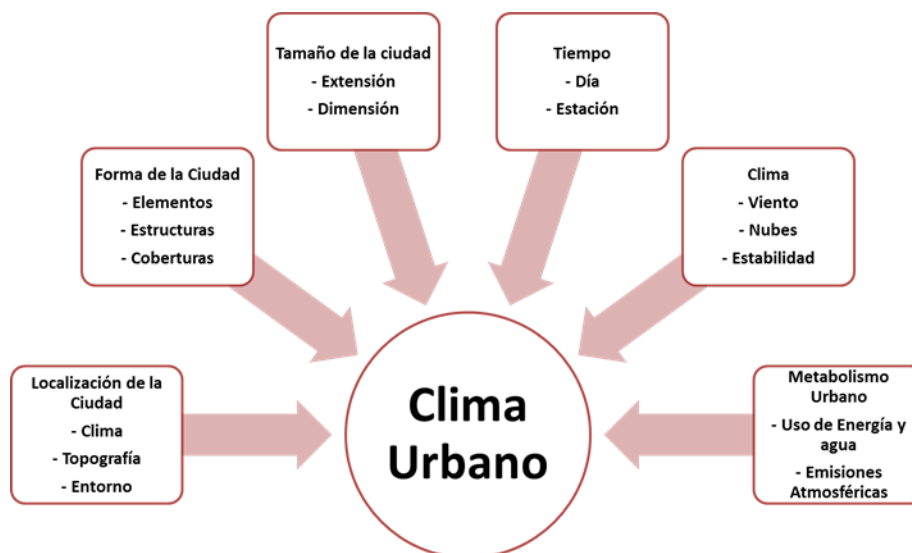 Tamaño de la ciudad
- Extensión
- Dimensión
Tiempo
- Día
- Estación
Forma de la Ciudad
- Elementos
- Estructuras
- Coberturas
Clima
- Viento
- Nubes
- Estabilidad
Localización de la
Ciudad
- Clima
- Topografía
- Entorno
Clima
Urbano
Metabolismo
Urbano
- Uso de Energía y
agua
- Emisiones
Atmosféricas